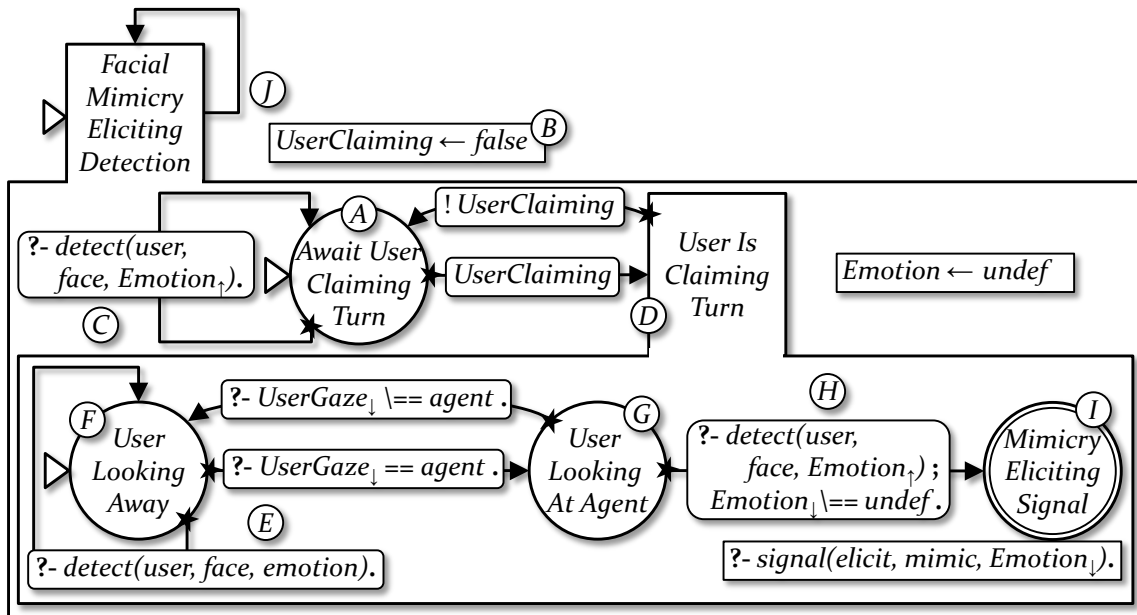 Facial
Mimicry
Eliciting
Detection
J
UserClaiming ← false
B
A
! UserClaiming
?- detect(user,
face, Emotion↑).
Await User
Claiming
Turn
UserClaiming
User Is
Claiming
Turn
Emotion ← undef
C
D
F
User
Looking
Away
?- UserGaze↓ \== agent .
?- UserGaze↓ == agent .
E
?- detect(user, face, emotion).
G
User
Looking
At Agent
H
?- detect(user,
face, Emotion↑) ;
Emotion↓\== undef .
I
Mimicry
Eliciting
Signal
?- signal(elicit, mimic, Emotion↓).